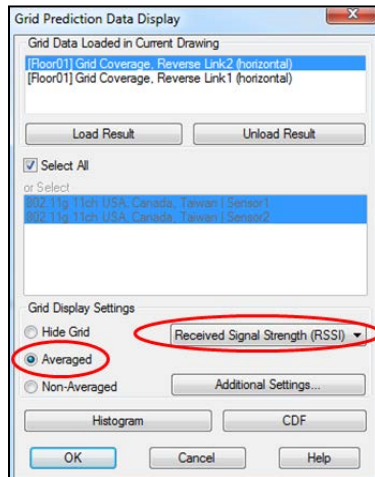 Grid Prediction Data Display
Grid Data Loaded in Current Drawing
[Floor01] Grid Coverage, Reverse Link2 (horizontal)
[Floor01] Grid Coverage, Reverse Link1 (horizontal)
Load Result Unload Result
Select All
or Select
802.11g 11ch USA, Canada, Taiwan | Sensor1
802.11g 11ch USA, Canada, Taiwan | Sensor2
Grid Display Settings
Hide Grid Received Signal Strength (RSSI)
Averaged
Non-Averaged Additional Settings...
Histogram CDF
OK Cancel Help